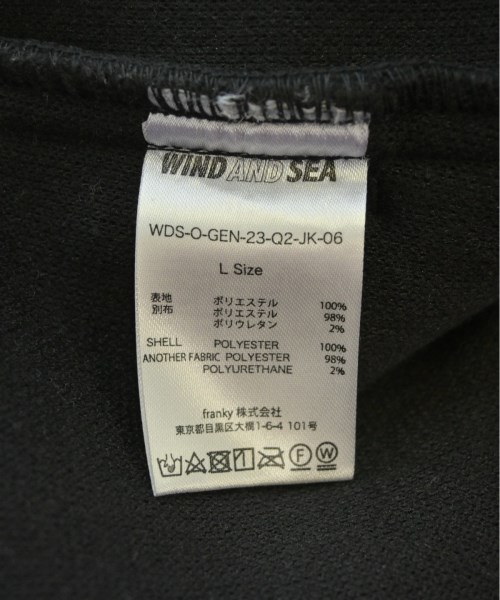 WIND AND SEA
WDS-O-GEN-23-Q2-JK-06
L Size
表地 ポリエステル 100%
別布 ポリエステル 98%
ポリウレタン 2%
SHELL POLYESTER 100%
ANOTHER FABRIC POLYESTER 98%
POLYURETHANE 2%
franky 株式会社
東京都目黒区大橋1-6-4 101号
F W